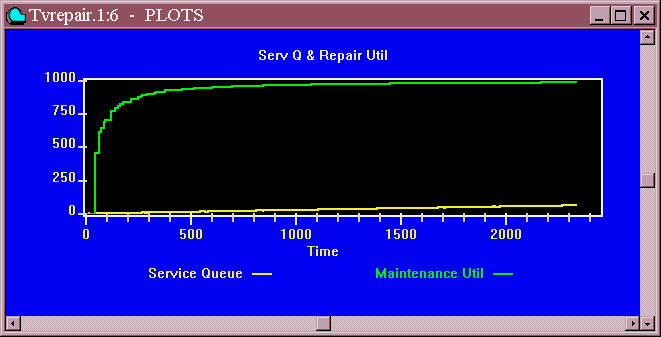 Tvrepair.1:6 - PLOTS
Serv Q & Repair Util
1000
750
500
250
0
0 500 1000 1500 2000
Time
Service Queue Maintenance Util